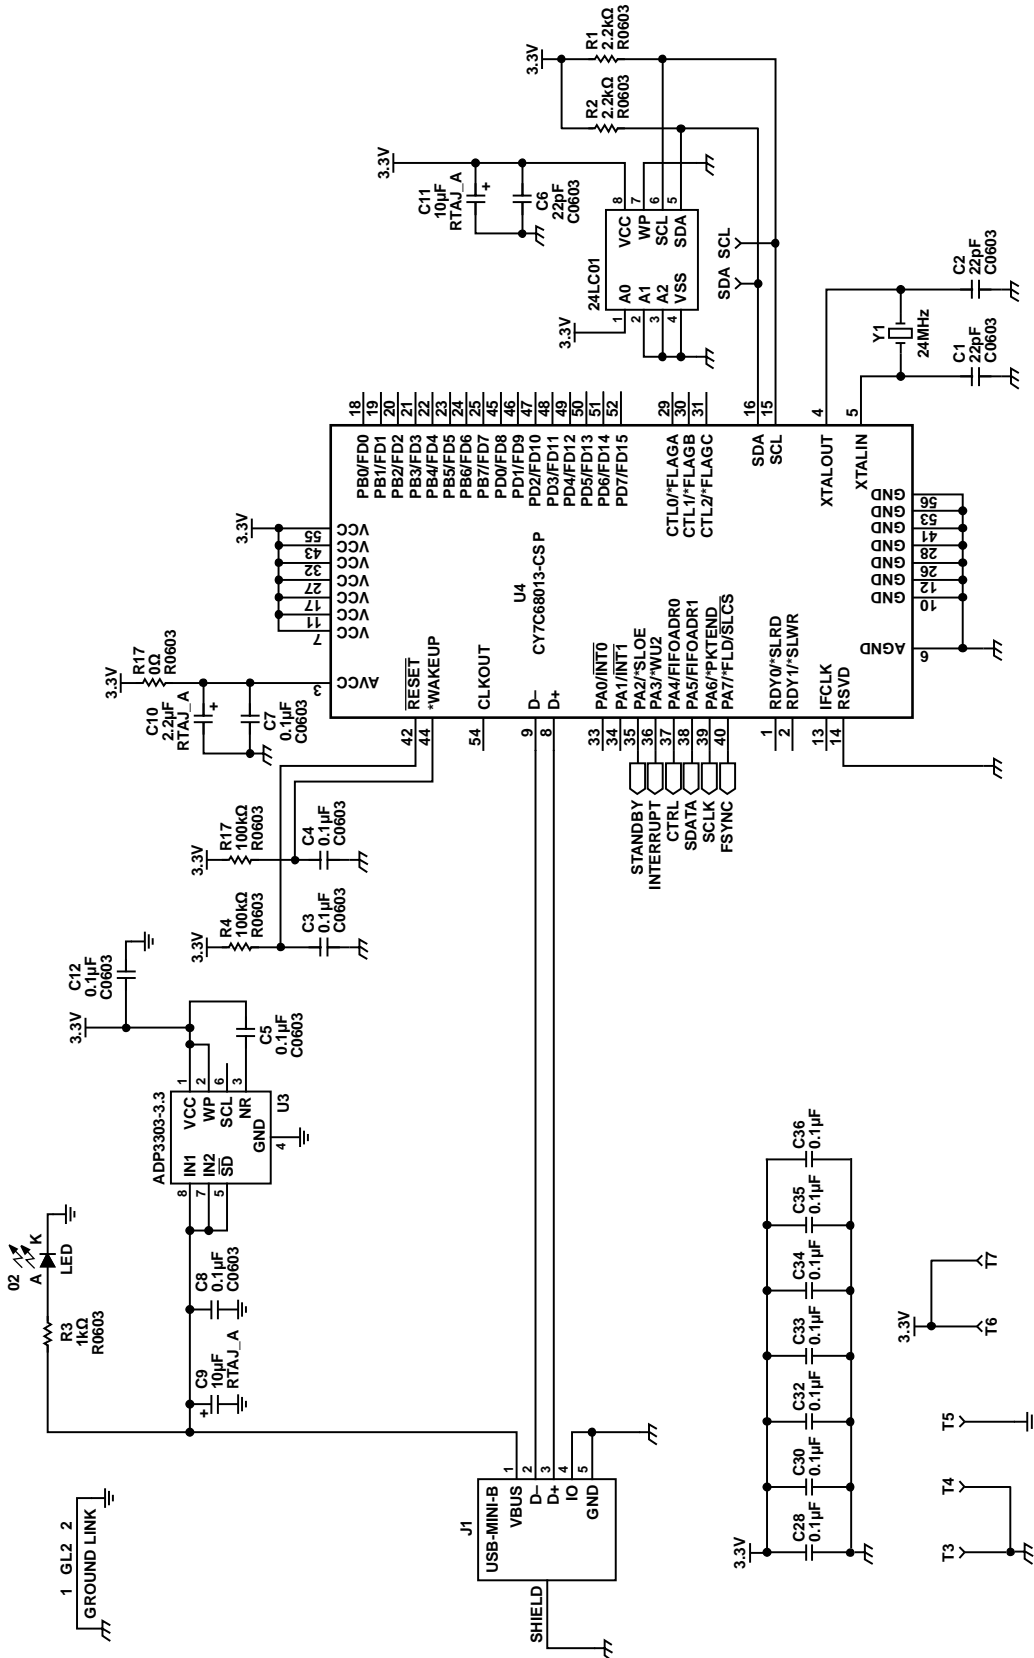 1 GL2 2
GROUND LINK
SHIELD
J1
USB-MINI-B
VBUS 1
D– 2
D+ 3
IO 4
GND 5
R3
1kΩ
R0603
02
A K
LED
C9
10µF
RTAJ_A
+
C8
0.1µF
C0603
ADP3303-3.3
8 IN1
7 IN2
5 SD
VCC 1
WP 2
SCL 6
NR 3
GND
4
U3
C5
0.1µF
C0603
3.3V
C12
0.1µF
C0603
3.3V
R4
100kΩ
R0603
C3
0.1µF
C0603
3.3V
R17
100kΩ
R0603
C4
0.1µF
C0603
3.3V
R17
0Ω
R0603
C10
2.2µF
RTAJ_A
+
C7
0.1µF
C0603
3.3V
U4
CY7C68013-CSP
3 AVCC
7 VCC
11 VCC
17 VCC
27 VCC
32 VCC
43 VCC
55 VCC
42 RESET
44 *WAKEUP
54 CLKOUT
9 D–
8 D+
33 PA0/INT0
34 PA1/INT1
35 PA2/*SLOE
36 PA3/*WU2
37 PA4/FIFOADR0
38 PA5/FIFOADR1
39 PA6/*PKTEND
40 PA7/*FLD/SLCS
STANDBY
INTERRUPT
CTRL
SDATA
SCLK
FSYNC
1 RDY0/*SLRD
2 RDY1/*SLWR
13 IFCLK
14 RSVD
PB0/FD0 18
PB1/FD1 19
PB2/FD2 20
PB3/FD3 21
PB4/FD4 22
PB5/FD5 23
PB6/FD6 24
PB7/FD7 25
PD0/FD8 45
PD1/FD9 46
PD2/FD10 47
PD3/FD11 48
PD4/FD12 49
PD5/FD13 50
PD6/FD14 51
PD7/FD15 52
CTL0/*FLAGA 29
CTL1/*FLAGB 30
CTL2/*FLAGC 31
SDA 16
SCL 15
XTALOUT 4
XTALIN 5
AGND 6
GND 10
GND 12
GND 26
GND 28
GND 41
GND 53
GND 56
3.3V
C11
10µF
RTAJ_A
+
C6
22pF
C0603
24LC01
3.3V
1 A0
2 A1
3 A2
4 VSS
VCC 8
WP 7
SCL 6
SDA 5
3.3V
R2
2.2kΩ
R0603
R1
2.2kΩ
R0603
SDA
SCL
Y1
24MHz
C1
22pF
C0603
C2
22pF
C0603
3.3V
C28
0.1µF
C30
0.1µF
C32
0.1µF
C33
0.1µF
C34
0.1µF
C35
0.1µF
C36
0.1µF
T3
T4
T5
3.3V
T6
T7